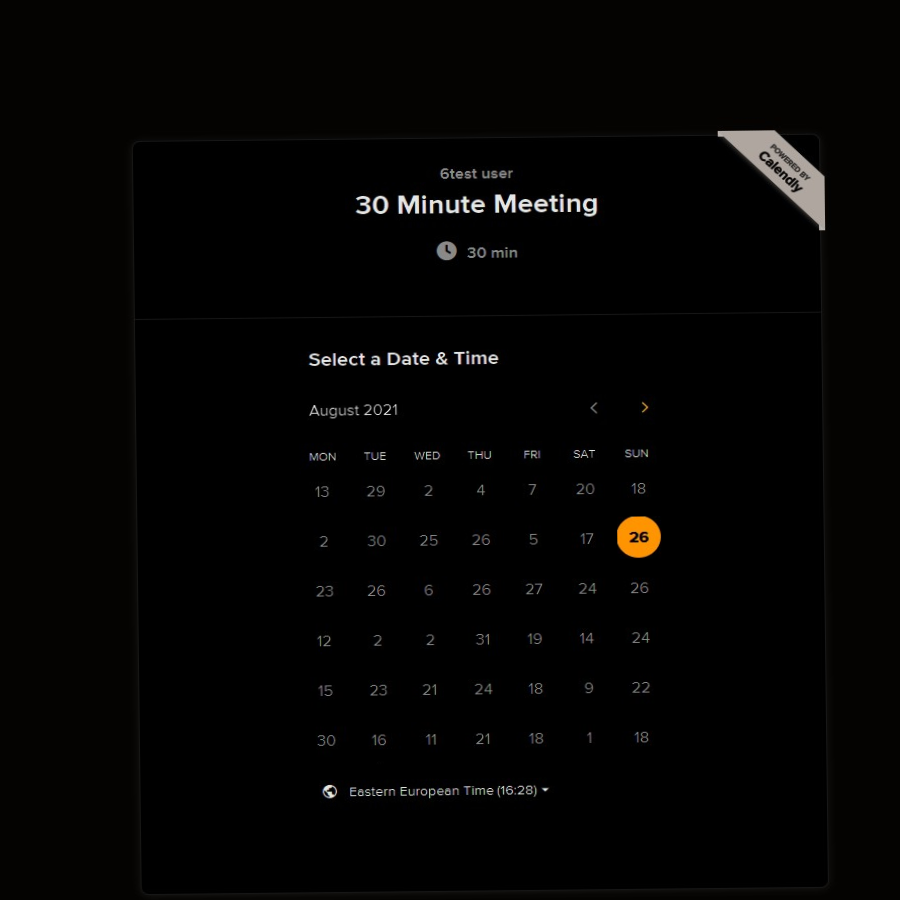 POWERED BY
Calendly
6test user
30 Minute Meeting
30 min
Select a Date & Time
August 2021
MON TUE WED THU FRI SAT SUN
13 29 2 4 7 20 18
2 30 25 26 5 17 26
23 26 6 26 27 24 26
12 2 2 31 19 14 24
15 23 21 24 18 9 22
30 16 11 21 18 1 18
Eastern European Time (16:28)